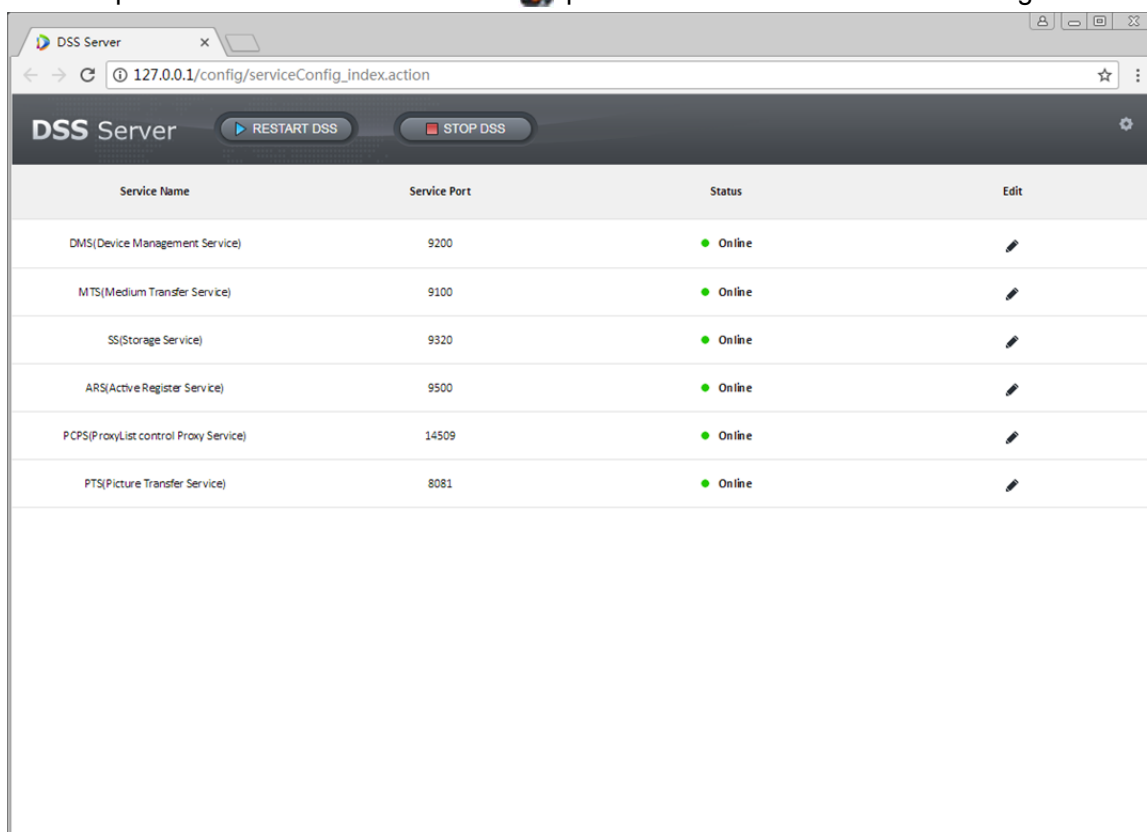 DSS Server
127.0.0.1/config/serviceConfig_index.action
DSS Server RESTART DSS STOP DSS
Service Name Service Port Status Edit
DMS(Device Management Service) 9200 Online
MTS(Medium Transfer Service) 9100 Online
SS(Storage Service) 9320 Online
ARS(Active Register Service) 9500 Online
PCPS(ProxyList control Proxy Service) 14509 Online
PTS(Picture Transfer Service) 8081 Online